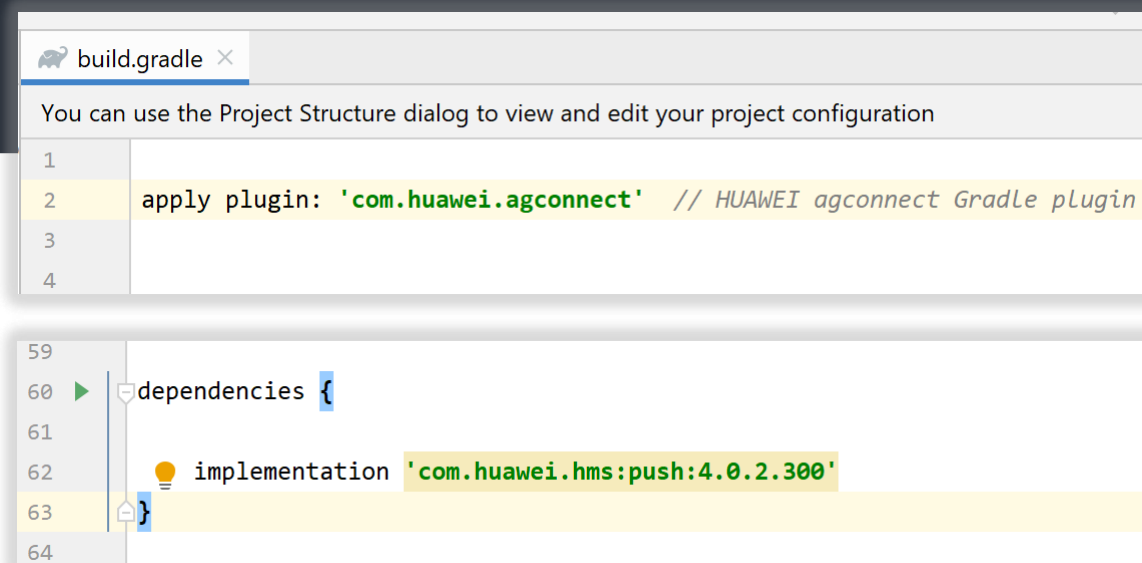 build.gradle
You can use the Project Structure dialog to view and edit your project configuration
1
2 apply plugin: 'com.huawei.agconnect' // HUAWEI agconnect Gradle plugin
3
4
59
60 dependencies {
61
62 implementation 'com.huawei.hms:push:4.0.2.300'
63 }
64